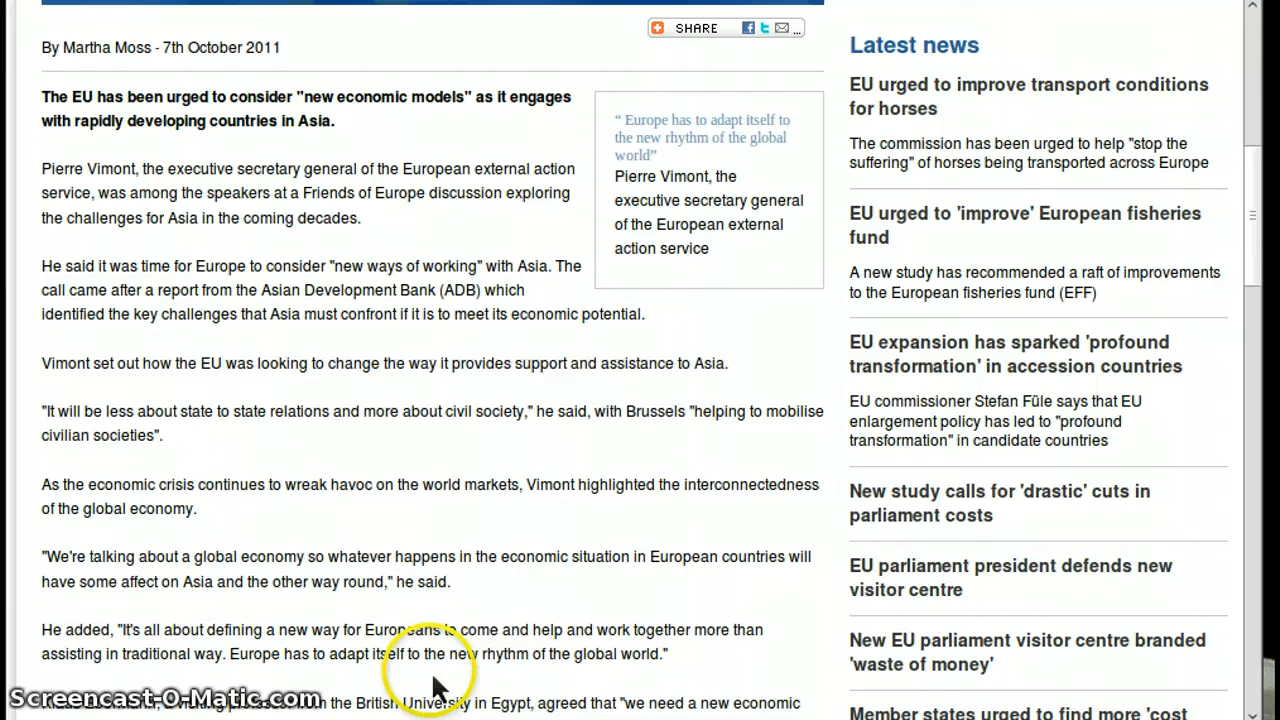 By Martha Moss - 7th October 2011
SHARE
...
The EU has been urged to consider "new economic models" as it engages
with rapidly developing countries in Asia.
Pierre Vimont, the executive secretary general of the European external action
service, was among the speakers at a Friends of Europe discussion exploring
the challenges for Asia in the coming decades.
He said it was time for Europe to consider "new ways of working" with Asia. The
call came after a report from the Asian Development Bank (ADB) which
identified the key challenges that Asia must confront if it is to meet its economic potential.
“ Europe has to adapt itself to
the new rhythm of the global
world”
Pierre Vimont, the
executive secretary general
of the European external
action service
Vimont set out how the EU was looking to change the way it provides support and assistance to Asia.
"It will be less about state to state relations and more about civil society," he said, with Brussels "helping to mobilise
civilian societies".
As the economic crisis continues to wreak havoc on the world markets, Vimont highlighted the interconnectedness
of the global economy.
"We're talking about a global economy so whatever happens in the economic situation in European countries will
have some affect on Asia and the other way round," he said.
He added, "It's all about defining a new way for Europeans to come and help and work together more than
assisting in traditional way. Europe has to adapt itself to the new rhythm of the global world."
the British University in Egypt, agreed that "we need a new economic
Screencast-O-Matic.com
Latest news
EU urged to improve transport conditions
for horses
The commission has been urged to help "stop the
suffering" of horses being transported across Europe
EU urged to 'improve' European fisheries
fund
A new study has recommended a raft of improvements
to the European fisheries fund (EFF)
EU expansion has sparked 'profound
transformation' in accession countries
EU commissioner Stefan Füle says that EU
enlargement policy has led to "profound
transformation" in candidate countries
New study calls for 'drastic' cuts in
parliament costs
EU parliament president defends new
visitor centre
New EU parliament visitor centre branded
'waste of money'
Member states urged to find more 'cost